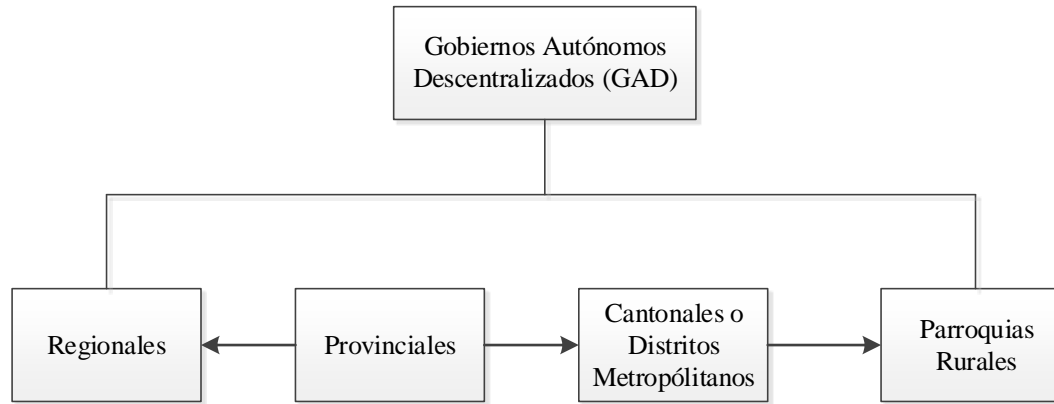 Gobiernos Autónomos
Descentralizados (GAD)
Regionales
Provinciales
Cantonales o
Distritos
Metropólitanos
Parroquias
Rurales